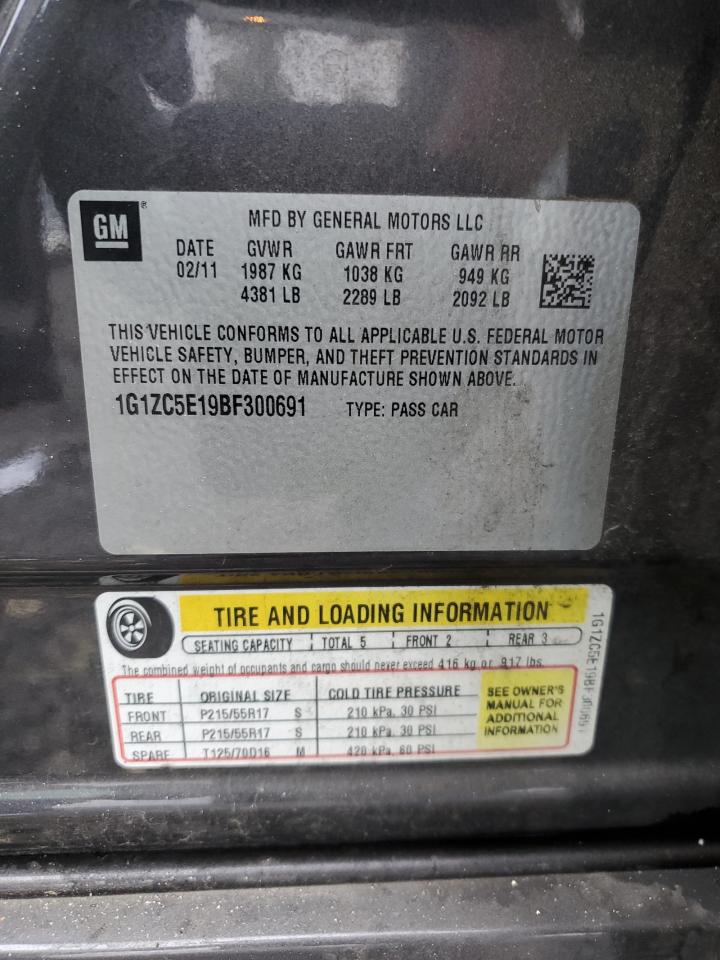 GM®
MFD BY GENERAL MOTORS LLC
DATE GVWR GAWR FRT GAWR RR
02/11 1987 KG 1038 KG 949 KG
4381 LB 2289 LB 2092 LB
THIS VEHICLE CONFORMS TO ALL APPLICABLE U.S. FEDERAL MOTOR
VEHICLE SAFETY, BUMPER, AND THEFT PREVENTION STANDARDS IN
EFFECT ON THE DATE OF MANUFACTURE SHOWN ABOVE.
1G1ZC5E19BF300691 TYPE: PASS CAR
TIRE AND LOADING INFORMATION
SEATING CAPACITY TOTAL 5 FRONT 2 REAR 3
The combined weight of occupants and cargo should never exceed 416 kg or 917 lbs.
TIRE ORIGINAL SIZE COLD TIRE PRESSURE
FRONT P215/55R17 S 210 kPa, 30 PSI
REAR P215/55R17 S 210 kPa, 30 PSI
SPARE T125/70D16 M 420 kPa, 60 PSI
SEE OWNER'S
MANUAL FOR
ADDITIONAL
INFORMATION
1G1ZC5E19BF300691